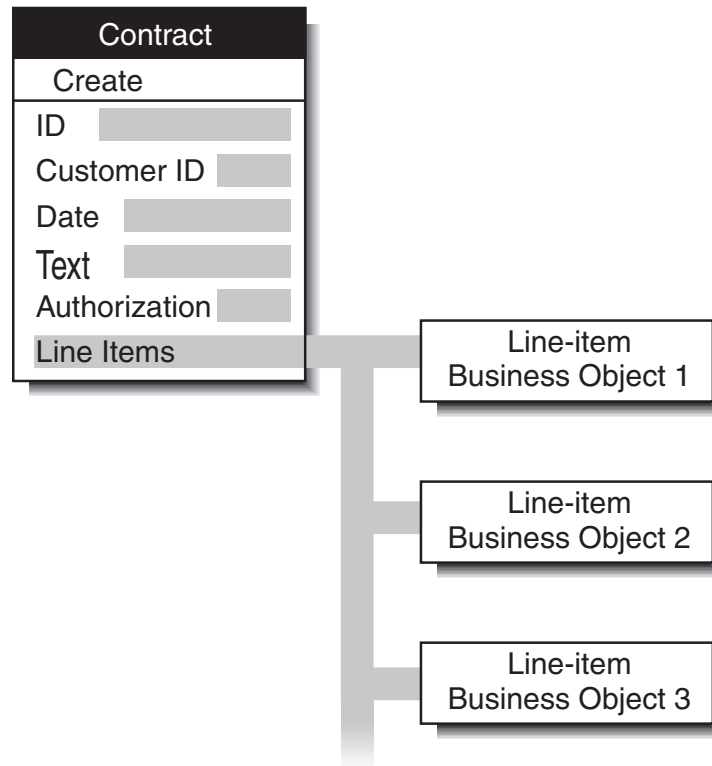 Contract
Create
ID
Customer ID
Date
Text
Authorization
Line Items
Line-item
Business Object 1
Line-item
Business Object 2
Line-item
Business Object 3